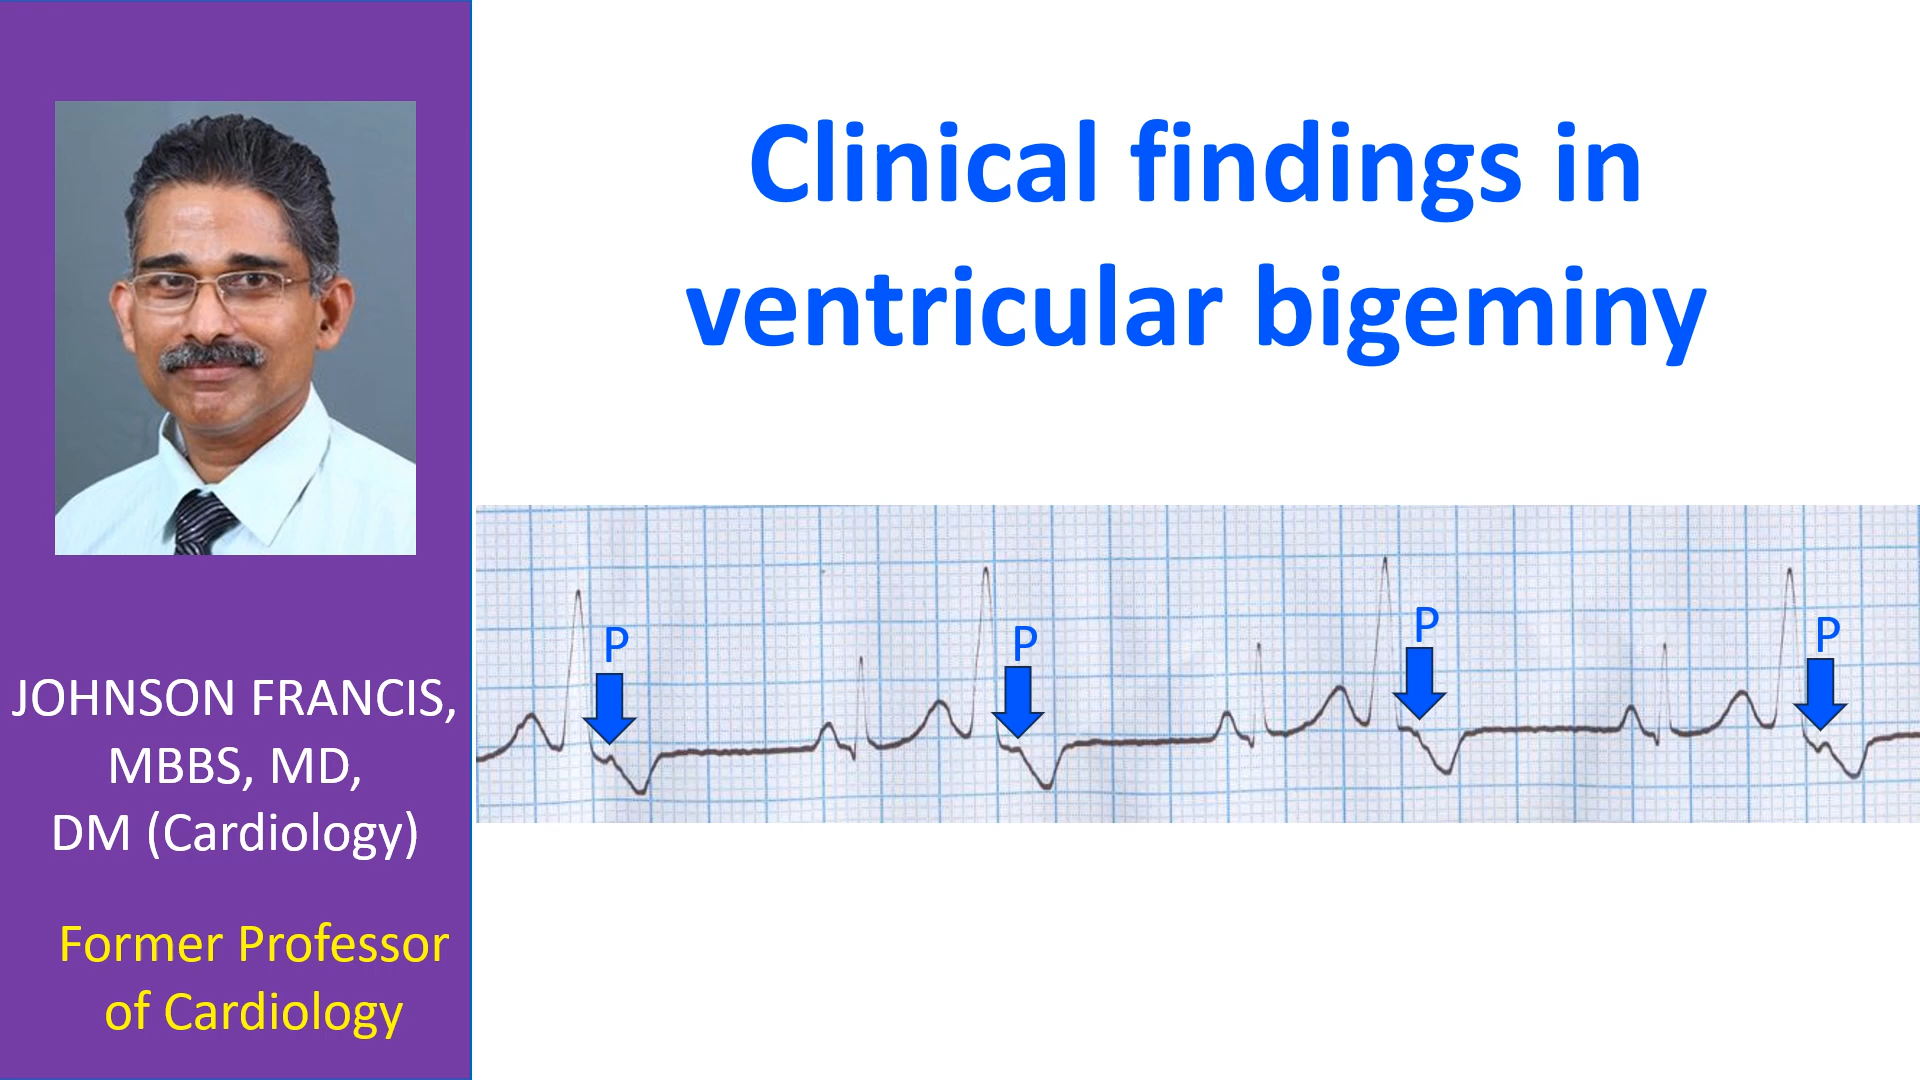 Clinical findings in
ventricular bigeminy
P
P
P
P
JOHNSON FRANCIS,
MBBS, MD,
DM (Cardiology)
Former Professor
of Cardiology